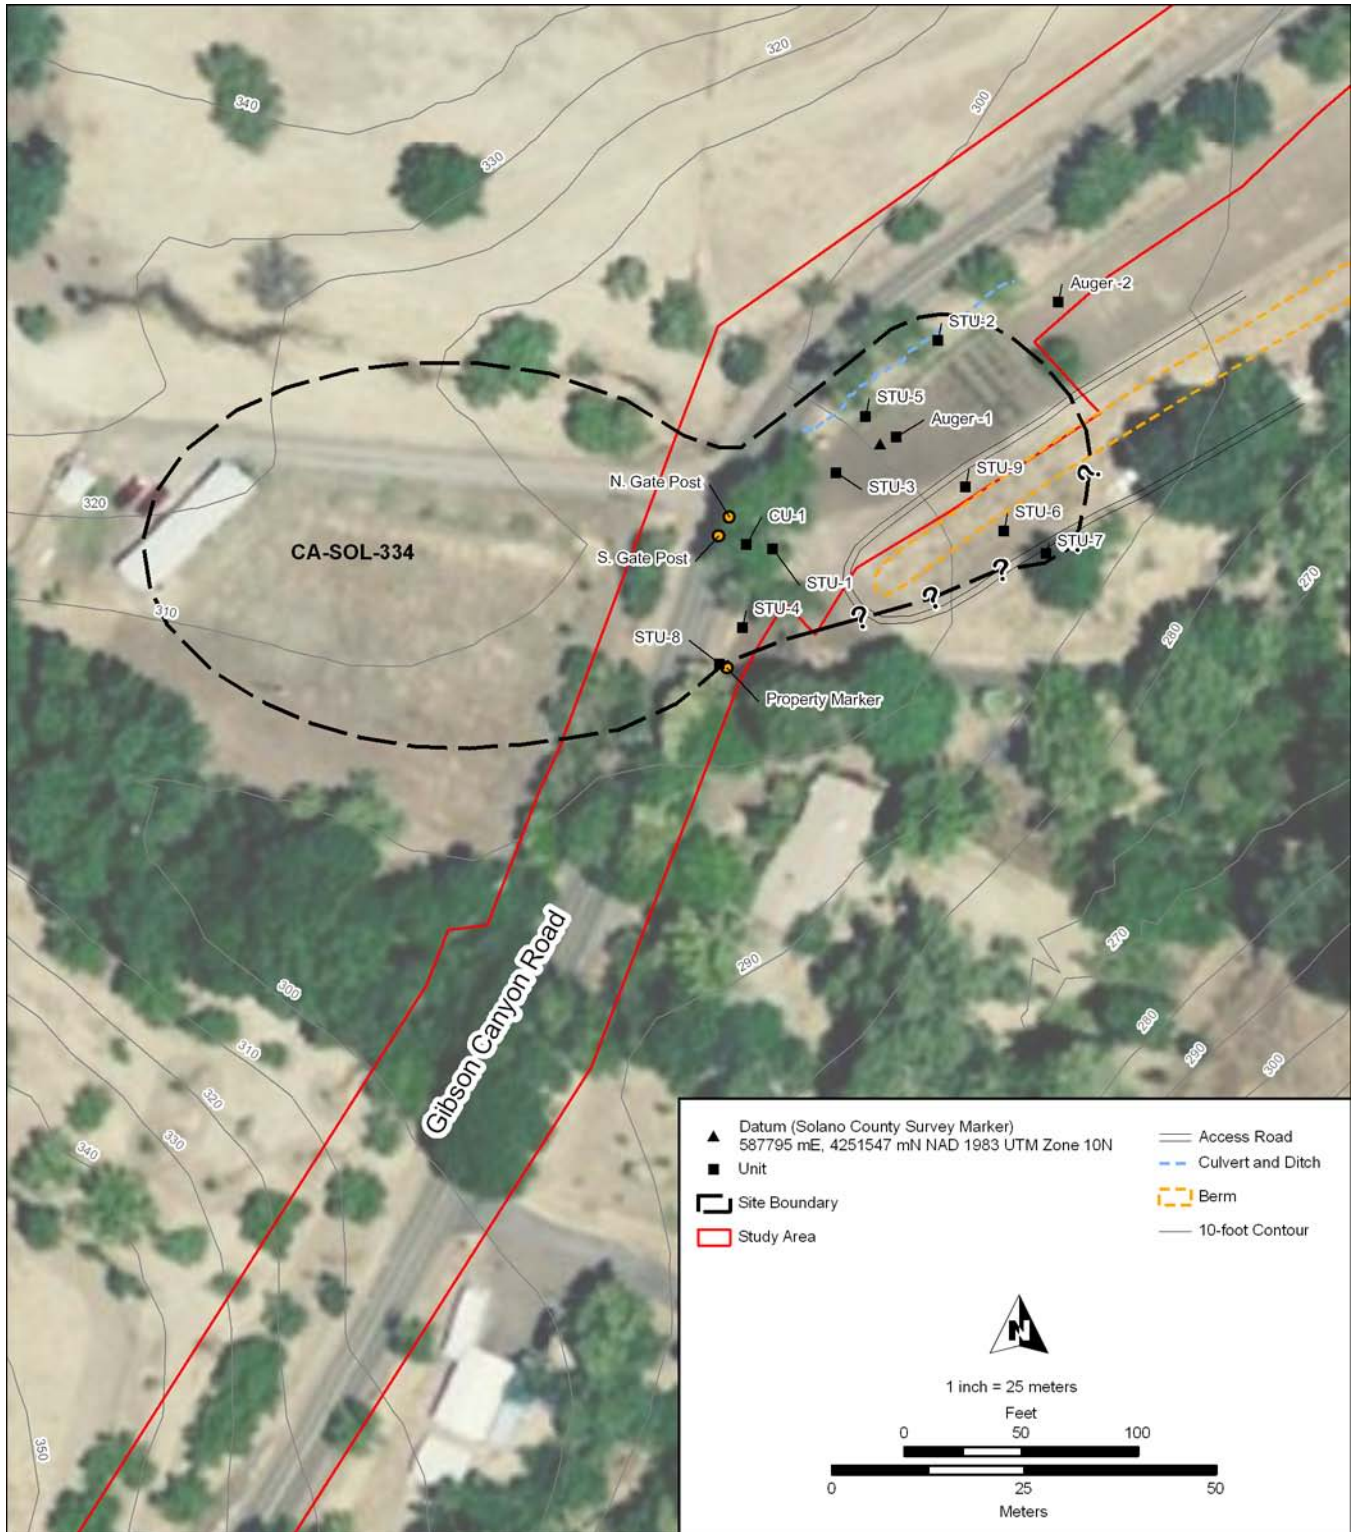 320
340
300
330
Auger -2
STU-2
STU-5
Auger -1
STU-9
STU-3
N. Gate Post
320
CU-1
STU-6
CA-SOL-334
S. Gate Post
STU-7
?
?
?
?
?
STU-1
270
310
STU-4
280
STU-8
Property Marker
Gibson Canyon Road
270
290
300
280
310
290
300
320
330
340
350
Datum (Solano County Survey Marker)
587795 mE, 4251547 mN NAD 1983 UTM Zone 10N
Unit
Site Boundary
Study Area
Access Road
Culvert and Ditch
Berm
10-foot Contour
N
1 inch = 25 meters
Feet
0 50 100
0 25 50
Meters